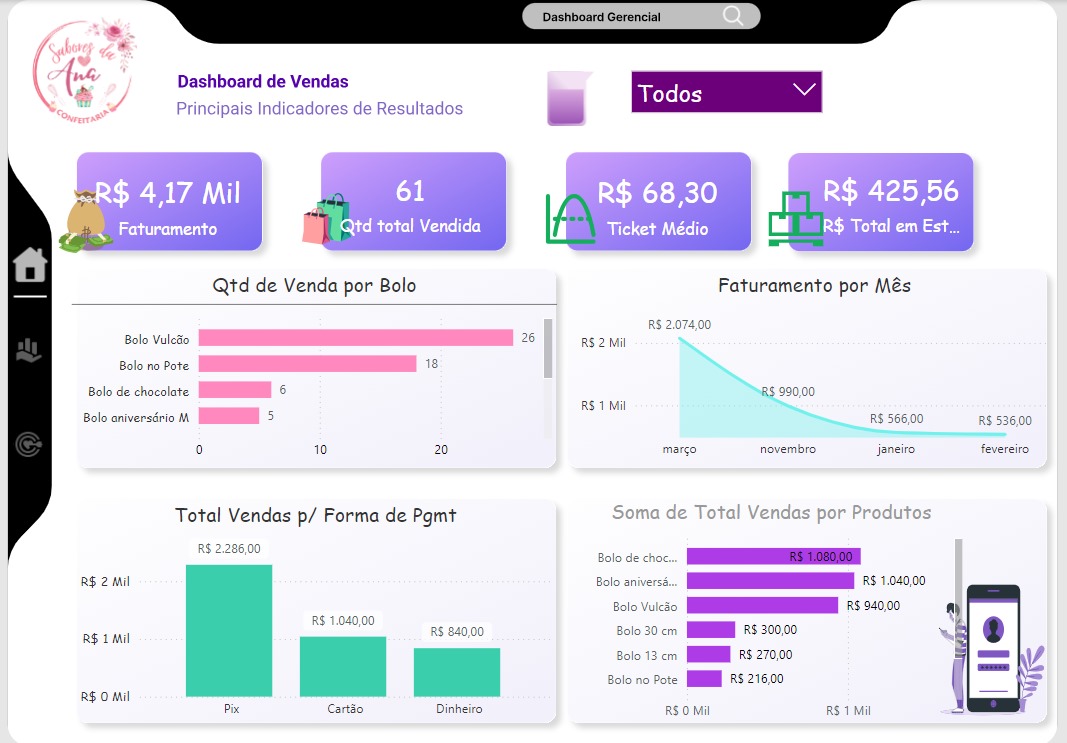 Dashboard Gerencial
Sabores da
Ana
CONFEITARIA
Dashboard de Vendas
Principais Indicadores de Resultados
Todos
R$ 4,17 Mil
Faturamento
61
Qtd total Vendida
R$ 68,30
Ticket Médio
R$ 425,56
R$ Total em Est...
Qtd de Venda por Bolo
Bolo Vulcão 26
Bolo no Pote 18
Bolo de chocolate 6
Bolo aniversário M 5
0 10 20
Faturamento por Mês
R$ 2.074,00
R$ 2 Mil
R$ 990,00
R$ 1 Mil
R$ 566,00
R$ 536,00
março novembro janeiro fevereiro
Total Vendas p/ Forma de Pgmt
R$ 2.286,00
R$ 2 Mil
R$ 1.040,00
R$ 840,00
R$ 1 Mil
R$ 0 Mil
Pix Cartão Dinheiro
Soma de Total Vendas por Produtos
Bolo de choc... R$ 1.080,00
Bolo aniversá... R$ 1.040,00
Bolo Vulcão R$ 940,00
Bolo 30 cm R$ 300,00
Bolo 13 cm R$ 270,00
Bolo no Pote R$ 216,00
R$ 0 Mil R$ 1 Mil